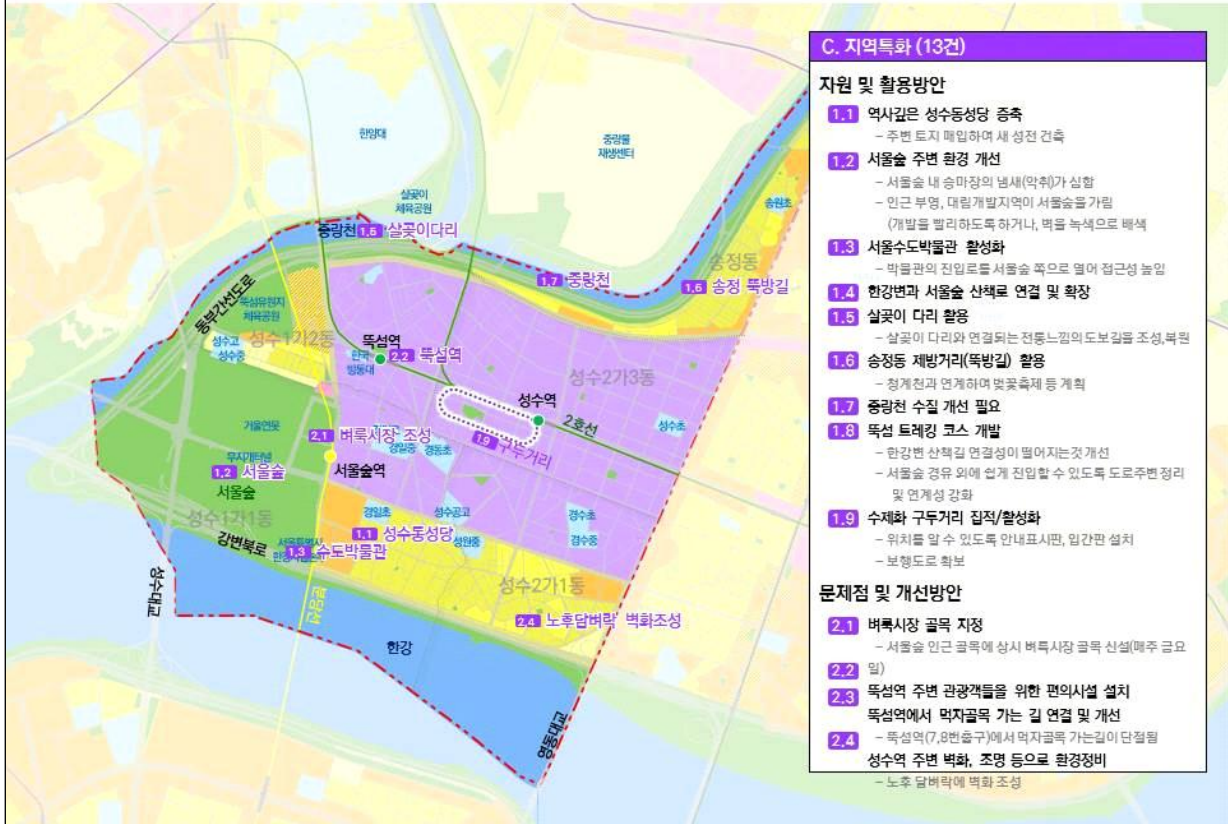 C. 지역특화 (13건)
자원 및 활용방안
1.1 역사깊은 성수동성당 증축
– 주변 토지 매입하여 새 성전 건축
1.2 서울숲 주변 환경 개선
– 서울숲 내 승마장의 냄새(악취)가 심함
– 인근 부영, 대림개발지역이 서울숲을 가림
(개발을 빨리하도록 하거나, 벽을 녹색으로 배색
1.3 서울수도박물관 활성화
– 박물관의 진입로를 서울숲 쪽으로 열어 접근성 높임
1.4 한강변과 서울숲 산책로 연결 및 확장
1.5 살곶이 다리 활용
– 살곶이 다리와 연결되는 전통느낌의 도보길을 조성,복원
1.6 송정동 제방거리(뚝방길) 활용
– 청계천과 연계하여 벚꽃축제 등 계획
1.7 중랑천 수질 개선 필요
1.8 뚝섬 트레킹 코스 개발
– 한강변 산책길 연결성이 떨어지는것 개선
– 서울숲 경유 외에 쉽게 진입할 수 있도록 도로주변 정리
및 연계성 강화
1.9 수제화 구두거리 집적/활성화
– 위치를 알 수 있도록 안내표시판, 입간판 설치
– 보행도로 확보
문제점 및 개선방안
2.1 벼룩시장 골목 지정
– 서울숲 인근 골목에 상시 벼룩시장 골목 신설(매주 금요
2.2 일)
2.3 뚝섬역 주변 관광객들을 위한 편의시설 설치
뚝섬역에서 먹자골목 가는 길 연결 및 개선
2.4 – 뚝섬역(7,8번출구)에서 먹자골목 가는길이 단절됨
성수역 주변 벽화, 조명 등으로 환경정비
– 노후 담벼락에 벽화 조성
한양대
중랑물
재생센터
살곶이
체육공원
송원초
중랑천 1.5 살곶이다리
송정동
1.7 중랑천
1.6 송정 뚝방길
동부간선도로
뚝섬유원지
체육공원
성수고
성수중
성수1가2동
뚝섬역
한국
방통대
2.2 뚝섬역
성수2가3동
성수역
2호선
성수초
1.9 구두거리
거울연못
2.1 벼룩시장 조성
경일중
경동초
무지개터널
서울숲역
1.2 서울숲
서울숲
성수1가1동
경일초
성수공고
경수초
강변북로
1.1 성수동성당
성원중
경수중
1.3 수도박물관
성수2가1동
성수대교
분당선
2.4 노후담벼락 벽화조성
한강
영동대교